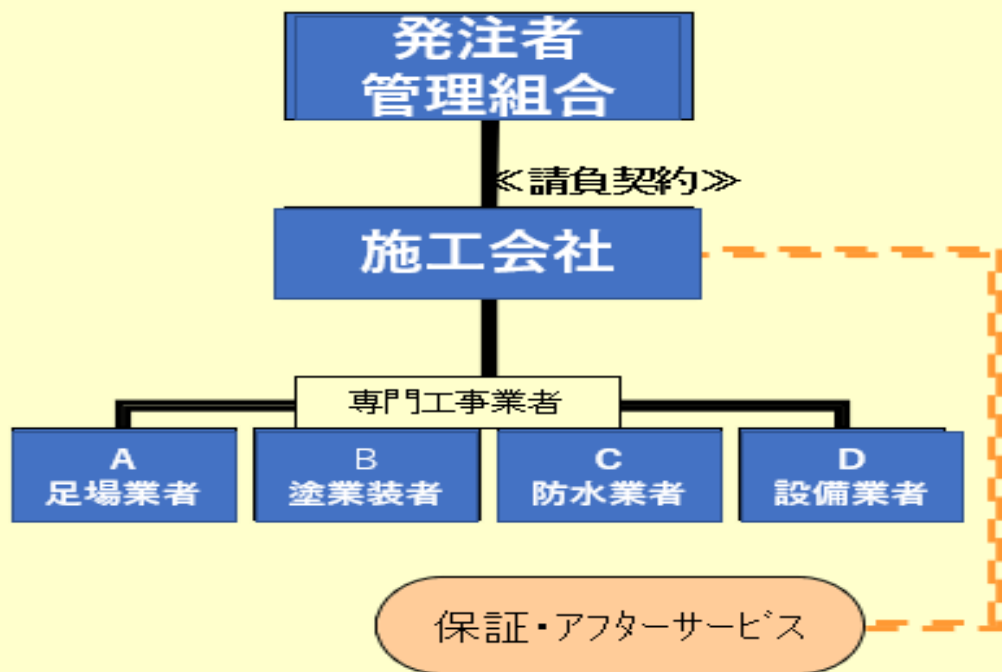 発注者
管理組合
≪請負契約≫
施工会社
専門工事業者
A
足場業者
B
塗業装者
C
防水業者
D
設備業者
保証・アフターサービス